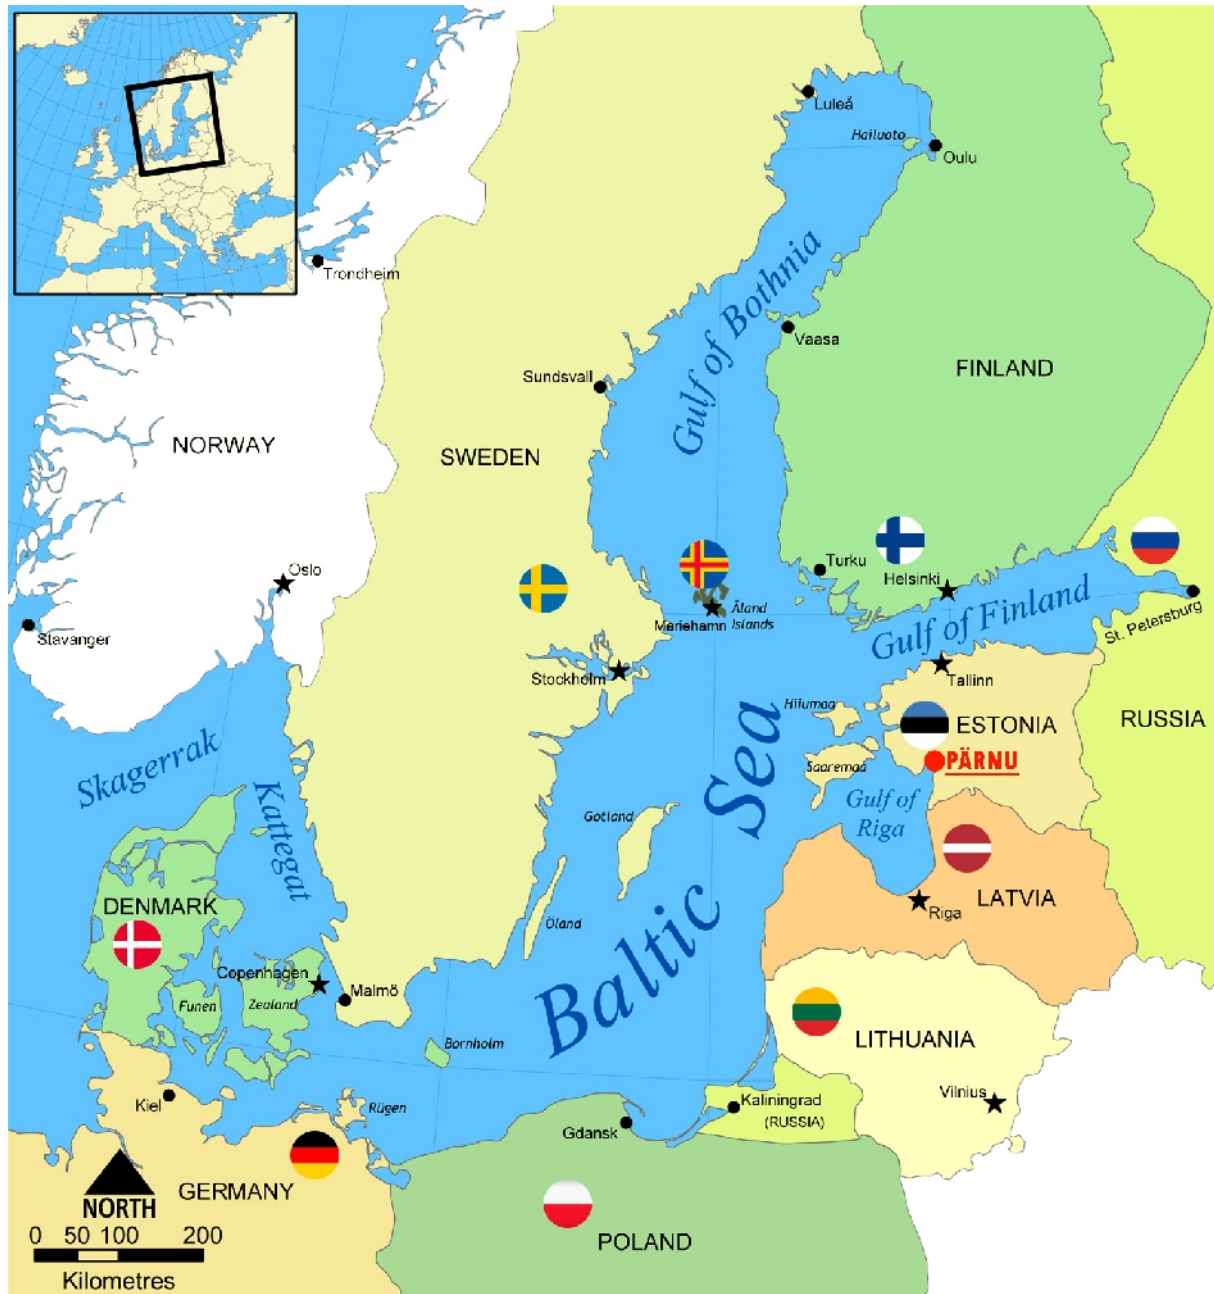 Luleå
Hailuoto
Oulu
Trondheim
Gulf of Bothnia
Vaasa
FINLAND
Sundsvall
NORWAY
SWEDEN
Turku
Helsinki
Oslo
Åland
Islands
Mariehamn
Gulf of Finland
St. Petersburg
Stavanger
Stockholm
Tallinn
Hiiumaa
ESTONIA
RUSSIA
PÄRNU
Saaremaa
Skagerrak
Kattegat
Gulf of
Riga
Gotland
Baltic Sea
DENMARK
Öland
LATVIA
Riga
Copenhagen
Malmö
Funen
Zealand
Bornholm
LITHUANIA
Vilnius
Kiel
Rügen
Kaliningrad
(RUSSIA)
Gdansk
GERMANY
NORTH
POLAND
0 50 100 200
Kilometres